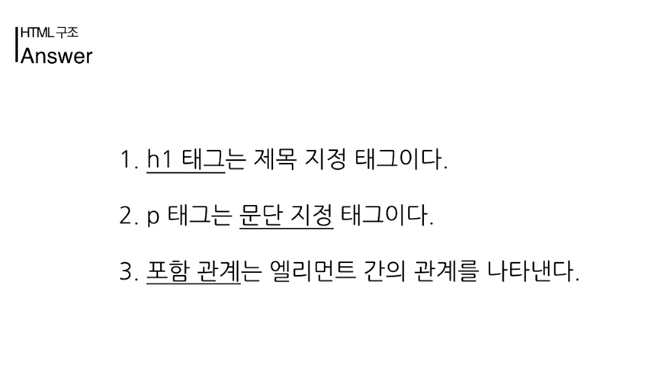 HTML 구조
Answer
1. h1 태그는 제목 지정 태그이다.
2. p 태그는 문단 지정 태그이다.
3. 포함 관계는 엘리먼트 간의 관계를 나타낸다.